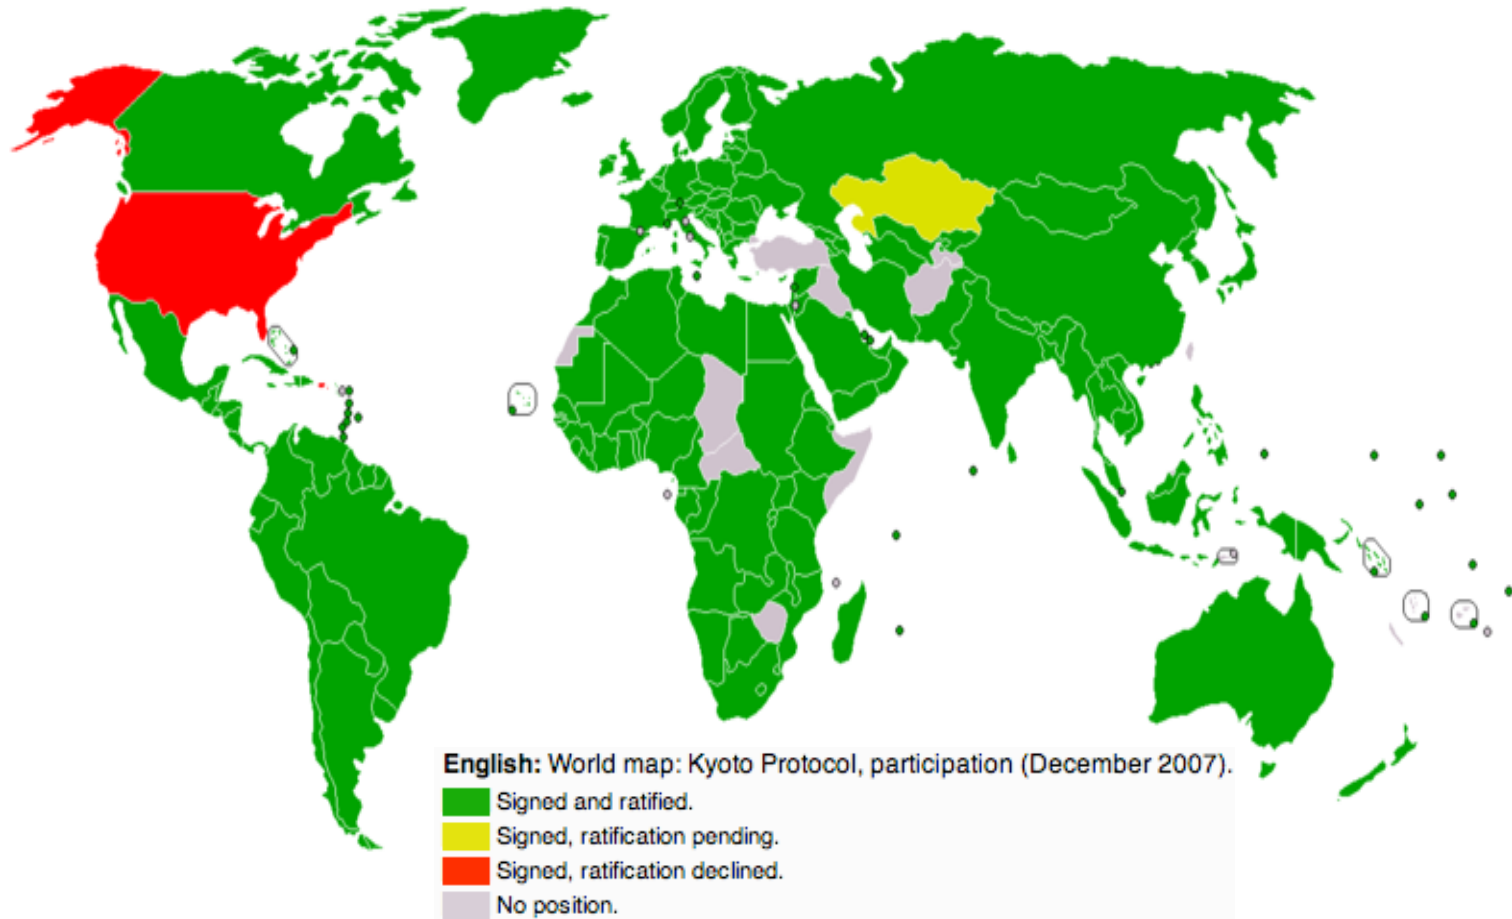 English: World map: Kyoto Protocol, participation (December 2007).
Signed and ratified.
Signed, ratification pending.
Signed, ratification declined.
No position.